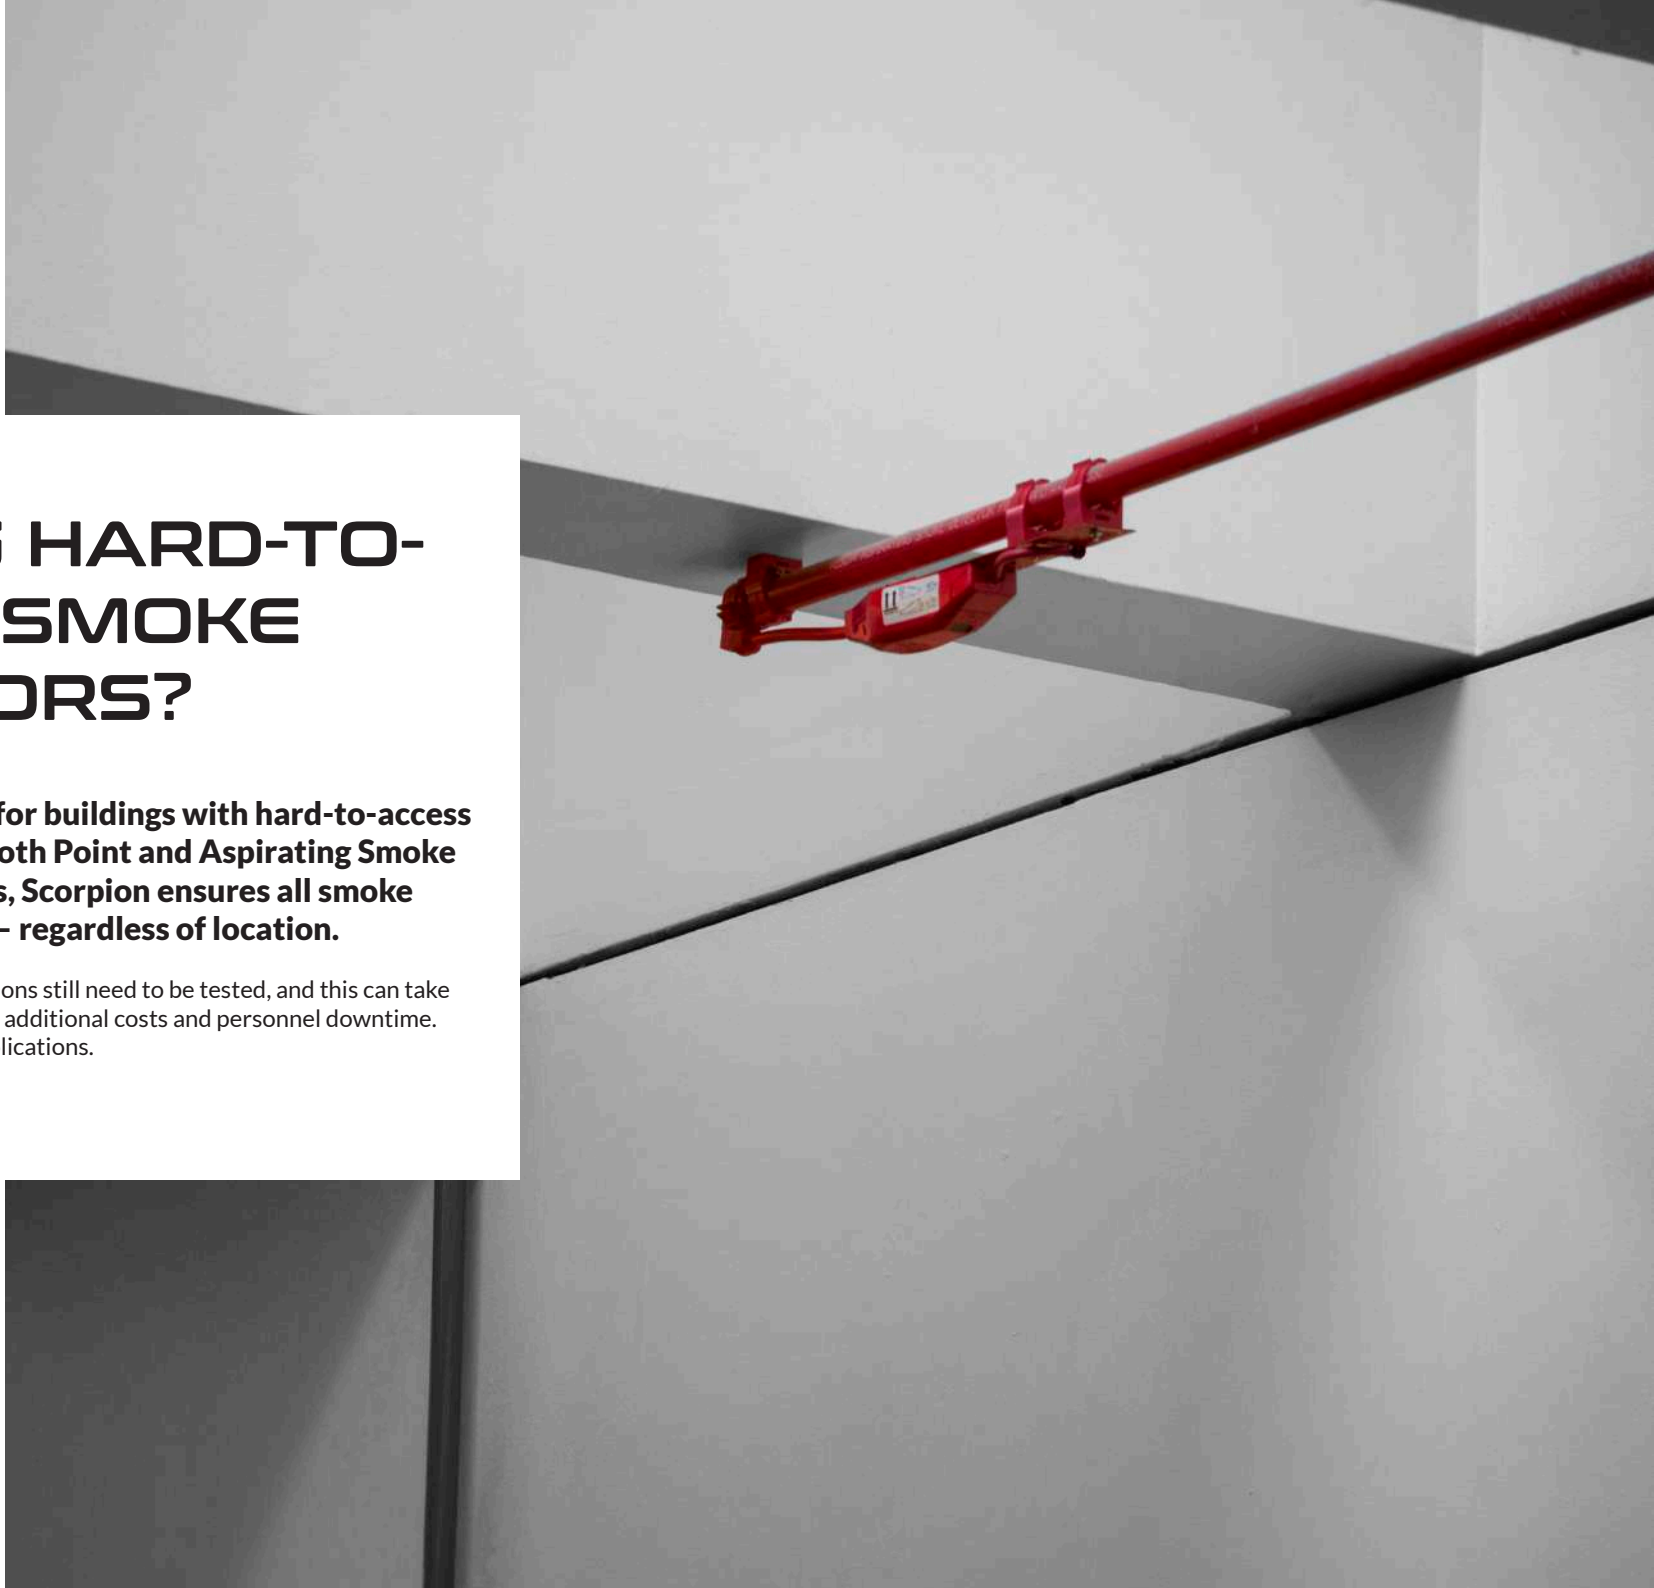 HARD-TO-
SMOKE
ORS?
for buildings with hard-to-access
oth Point and Aspirating Smoke
s, Scorpion ensures all smoke
– regardless of location.
ons still need to be tested, and this can take
additional costs and personnel downtime.
lications.